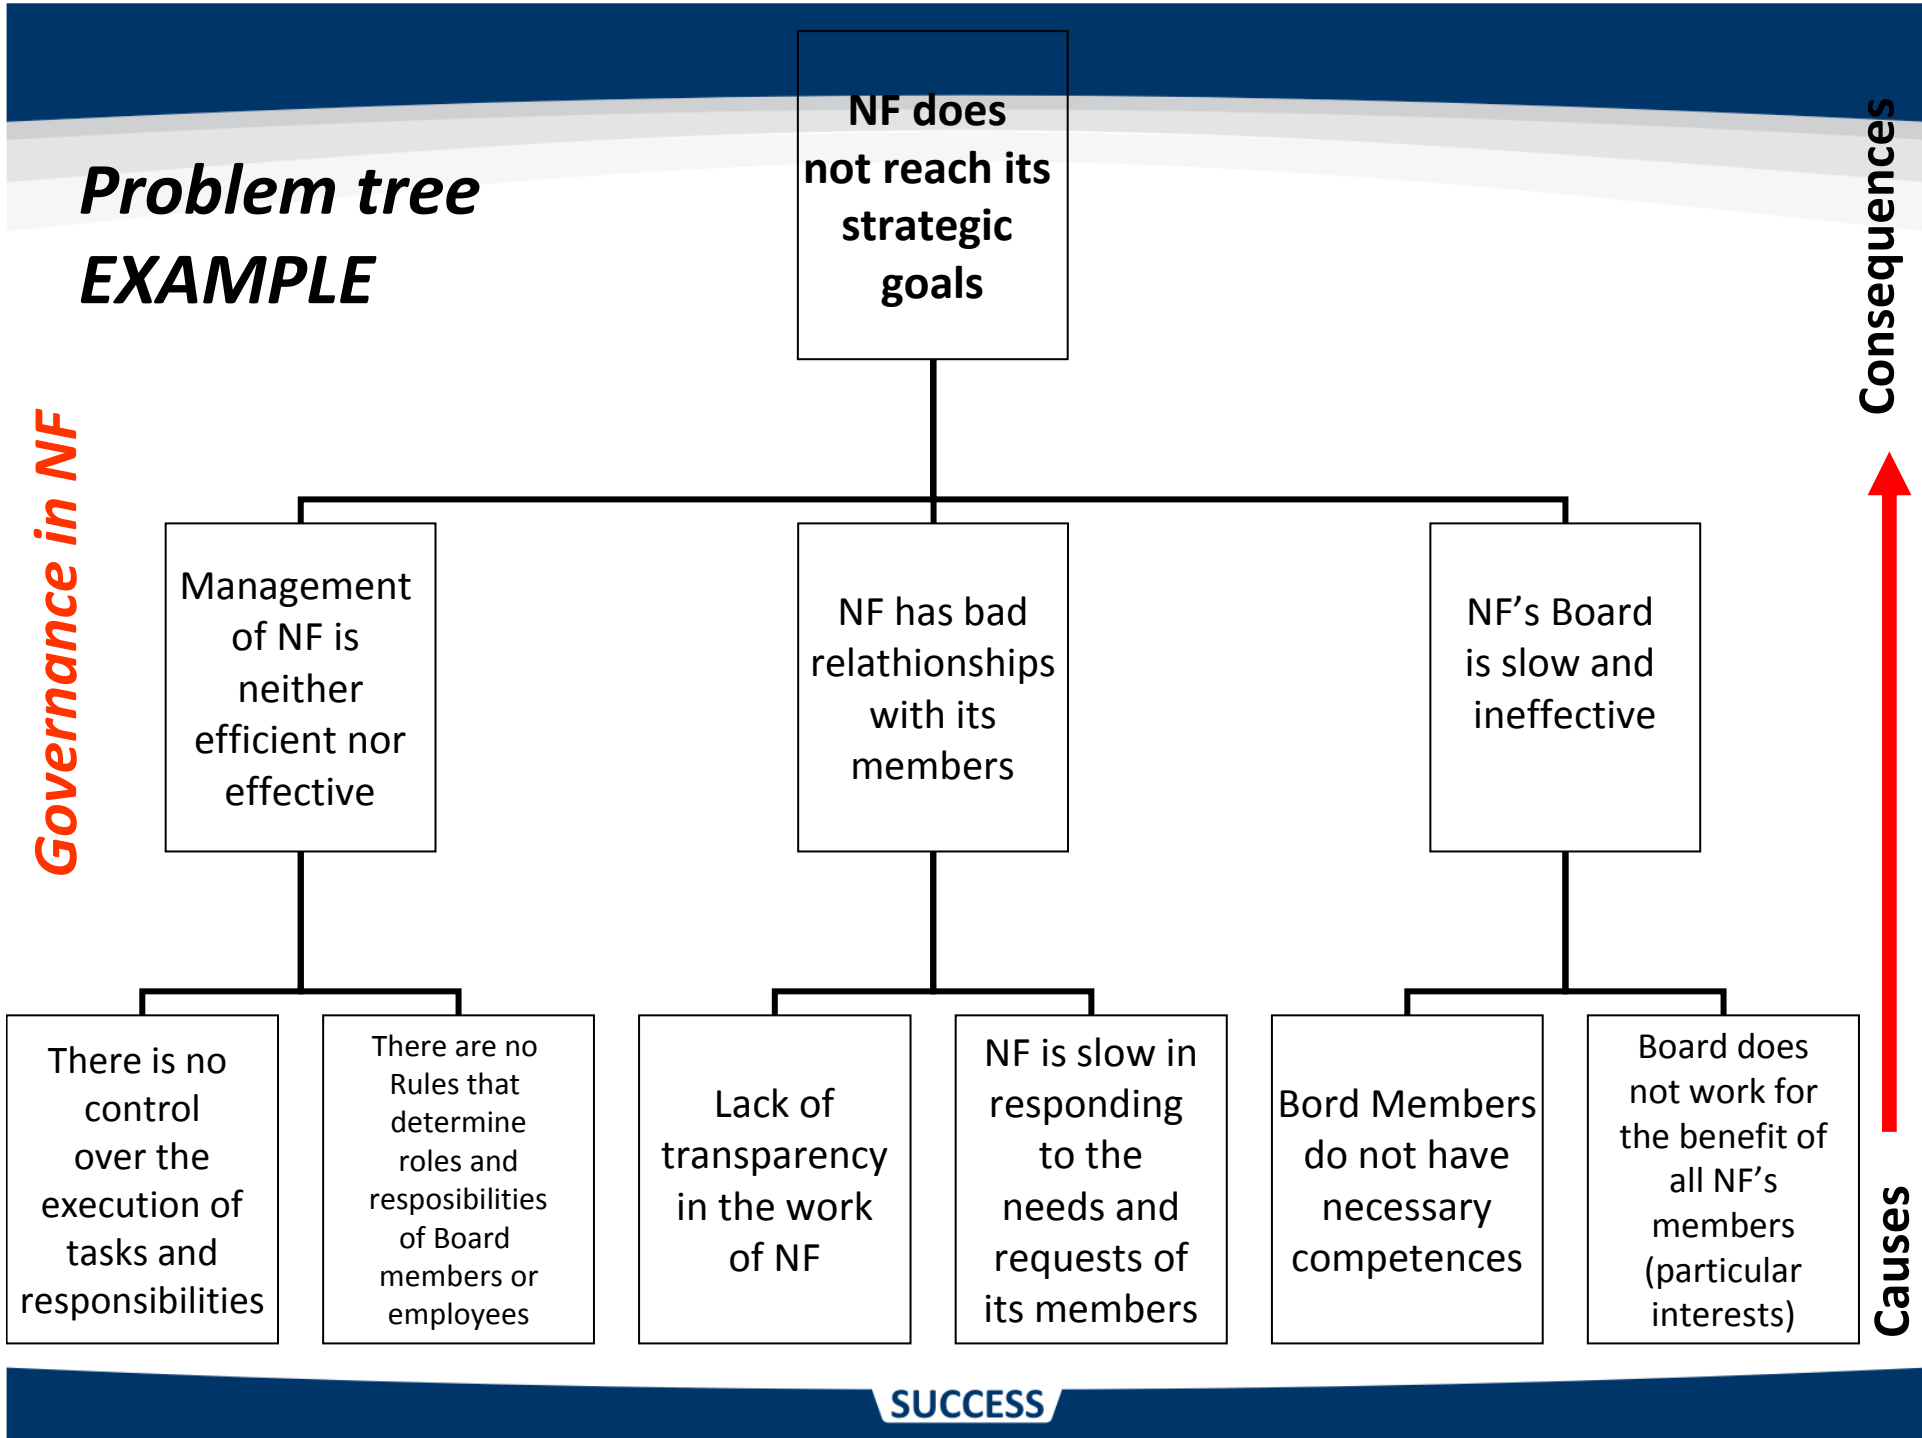 Problem tree
EXAMPLE
NF does
not reach its
strategic
goals
Consequences
Governance in NF
Management
of NF is
neither
efficient nor
effective
NF has bad
relathionships
with its
members
NF’s Board
is slow and
ineffective
There is no
control
over the
execution of
tasks and
responsibilities
There are no
Rules that
determine
roles and
resposibilities
of Board
members or
employees
Lack of
transparency
in the work
of NF
NF is slow in
responding
to the
needs and
requests of
its members
Bord Members
do not have
necessary
competences
Board does
not work for
the benefit of
all NF’s
members
(particular
interests)
Causes
SUCCESS